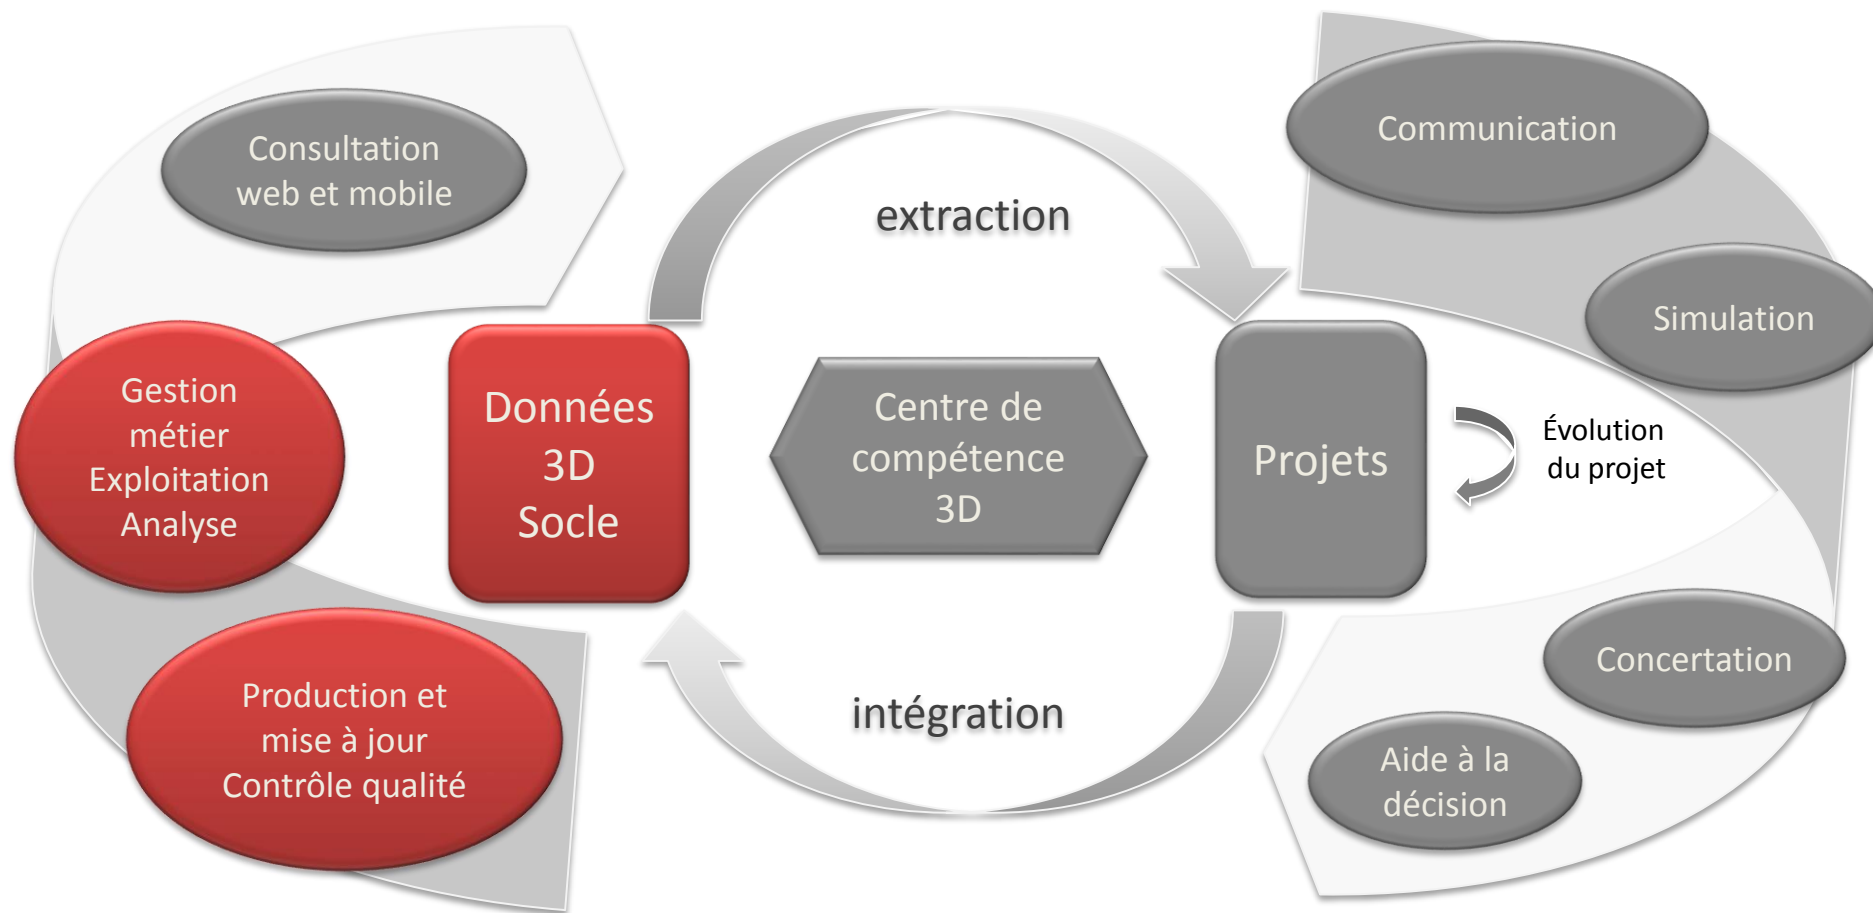 Consultation
web et mobile
Gestion
métier
Exploitation
Analyse
Production et
mise à jour
Contrôle qualité
Données
3D
Socle
extraction
Centre de
compétence
3D
intégration
Projets
Évolution
du projet
Communication
Simulation
Concertation
Aide à la
décision